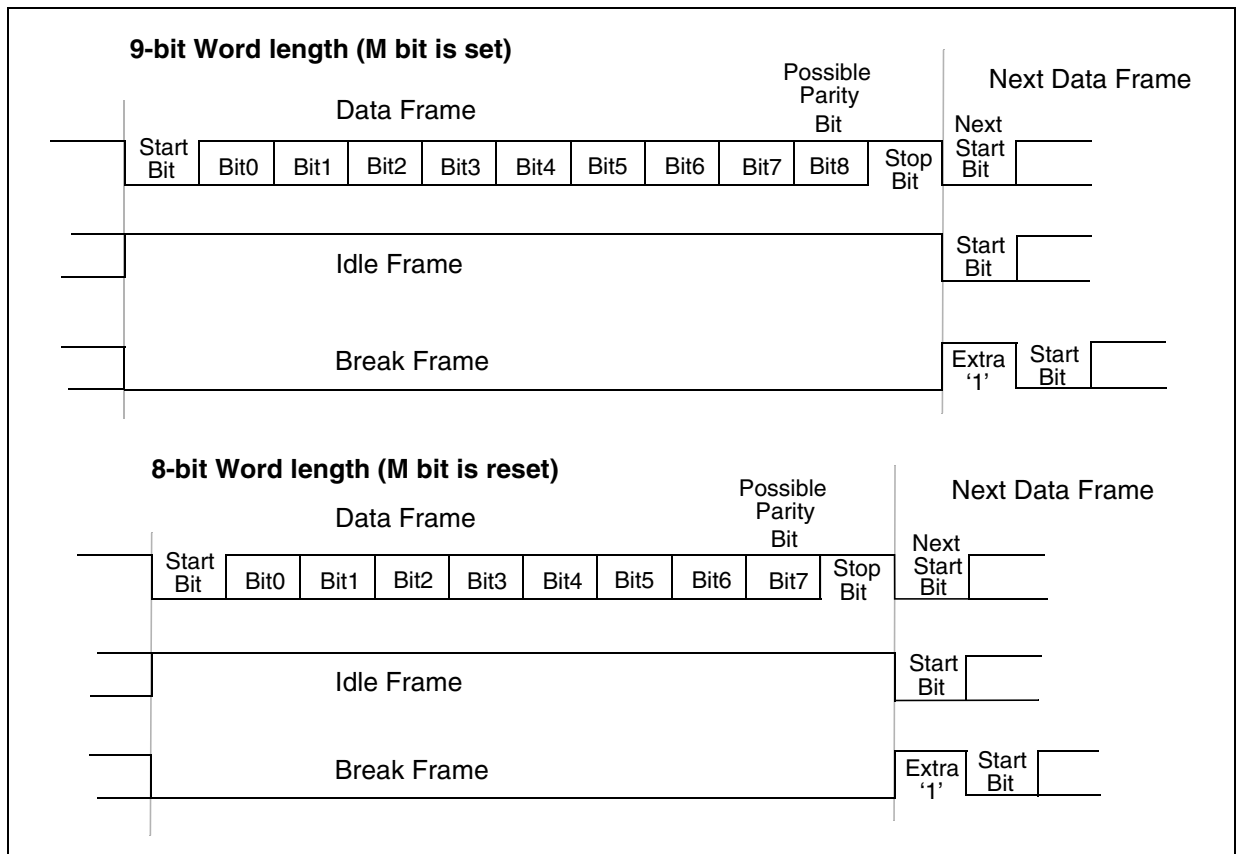 9-bit Word length (M bit is set)
Possible
Parity
Bit
Next Data Frame
Data Frame
Next
Start
Bit
Start
Bit
Bit0
Bit1
Bit2
Bit3
Bit4
Bit5
Bit6
Bit7
Bit8
Stop
Bit
Idle Frame
Start
Bit
Break Frame
Extra
‘1’
Start
Bit
8-bit Word length (M bit is reset)
Possible
Parity
Bit
Next Data Frame
Data Frame
Next
Start
Bit
Start
Bit
Bit0
Bit1
Bit2
Bit3
Bit4
Bit5
Bit6
Bit7
Stop
Bit
Idle Frame
Start
Bit
Break Frame
Extra
‘1’
Start
Bit